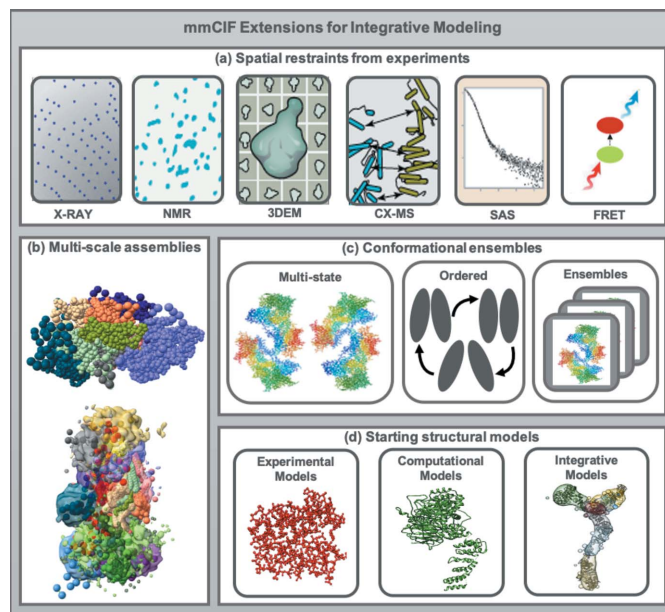 mmCIF Extensions for Integrative Modeling
(a) Spatial restraints from experiments
X-RAY
NMR
3DEM
CX-MS
SAS
FRET
(b) Multi-scale assemblies
(c) Conformational ensembles
Multi-state
Ordered
Ensembles
(d) Starting structural models
Experimental
Models
Computational
Models
Integrative
Models